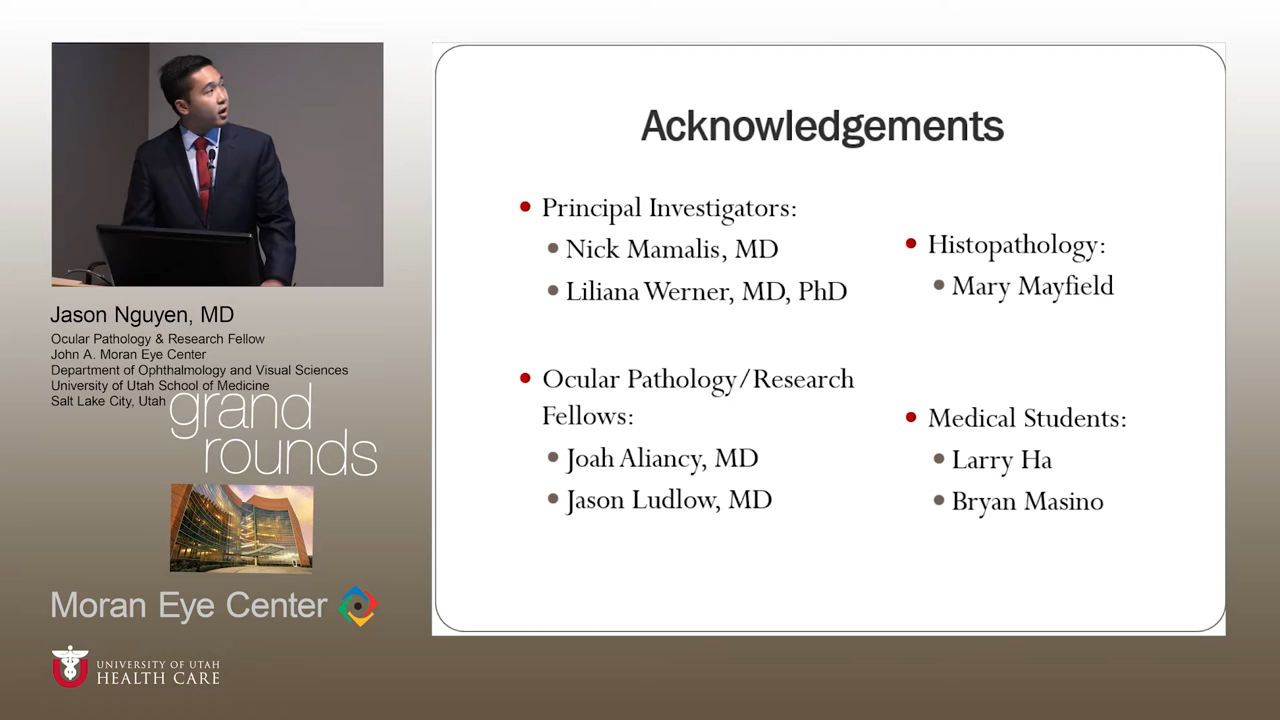 Jason Nguyen, MD
Ocular Pathology & Research Fellow
John A. Moran Eye Center
Department of Ophthalmology and Visual Sciences
University of Utah School of Medicine
Salt Lake City, Utah
grand
rounds
Moran Eye Center
UNIVERSITY OF UTAH
HEALTH CARE
Acknowledgements
Principal Investigators:
Nick Mamalis, MD
Liliana Werner, MD, PhD
Ocular Pathology/Research
Fellows:
Joah Aliancy, MD
Jason Ludlow, MD
Histopathology:
Mary Mayfield
Medical Students:
Larry Ha
Bryan Masino